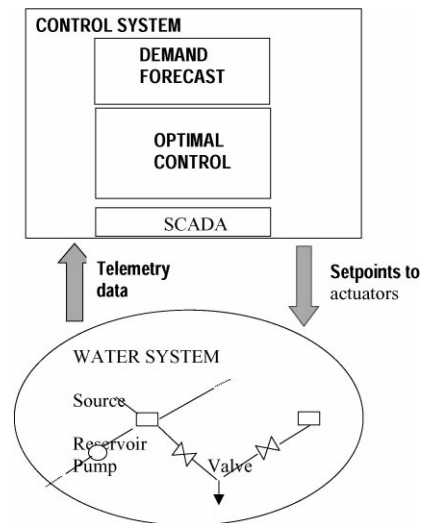 CONTROL SYSTEM
DEMAND
FORECAST
OPTIMAL
CONTROL
SCADA
Telemetry
data
Setpoints to
actuators
WATER SYSTEM
Source
Reservoir
Pump
Valve